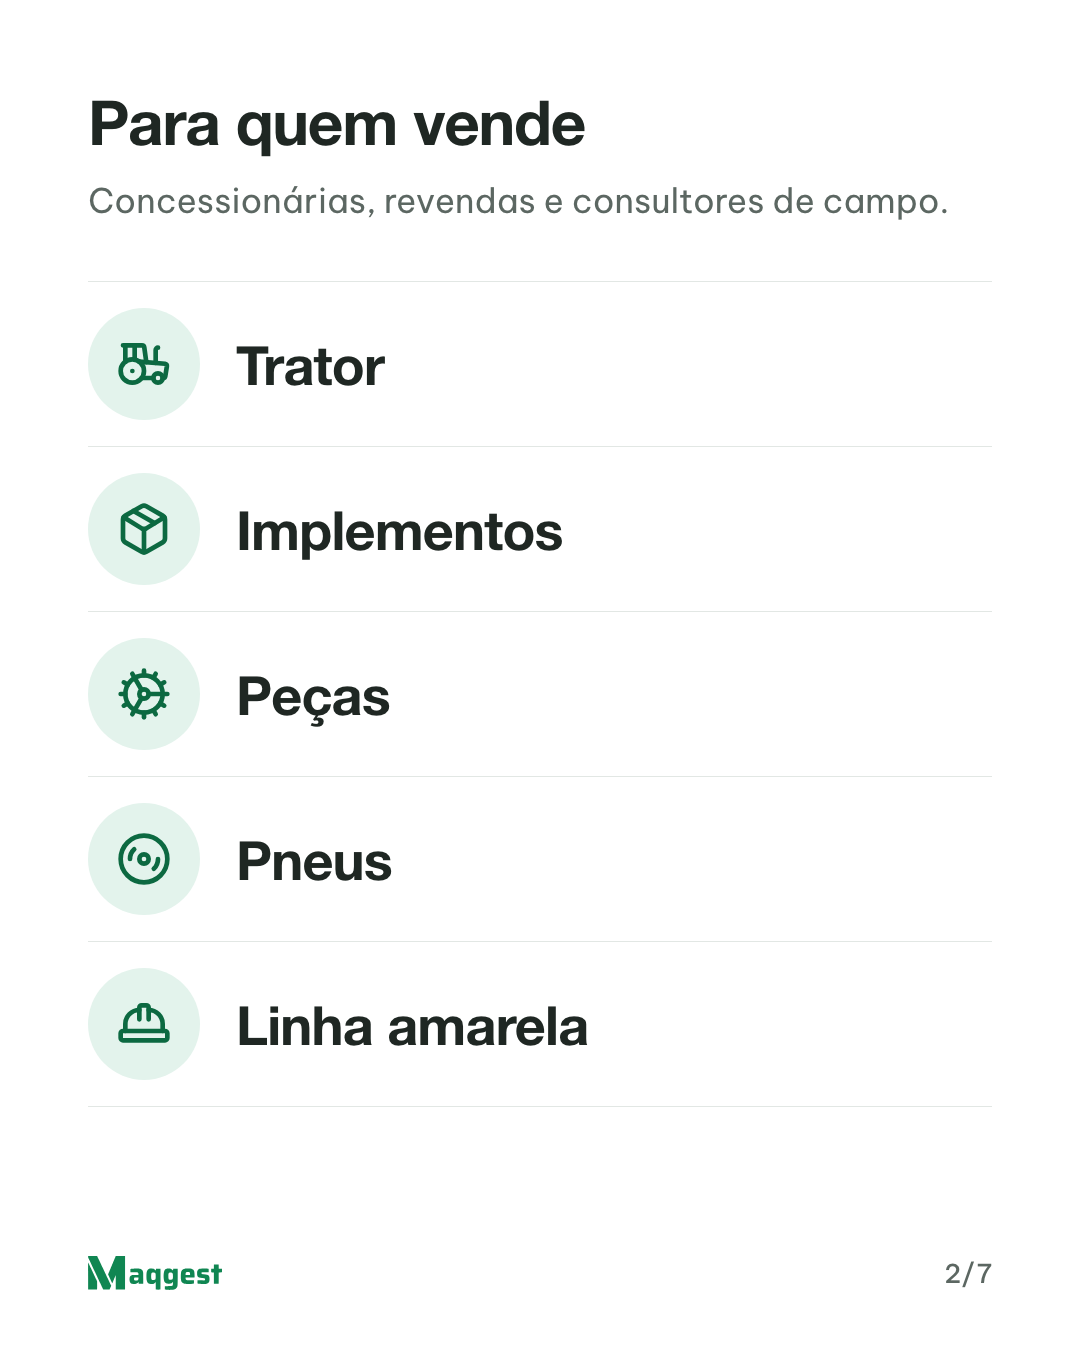 Para quem vende
Concessionárias, revendas e consultores de campo.
Trator
Implementos
Peças
Pneus
Linha amarela
Maqgest
2/7